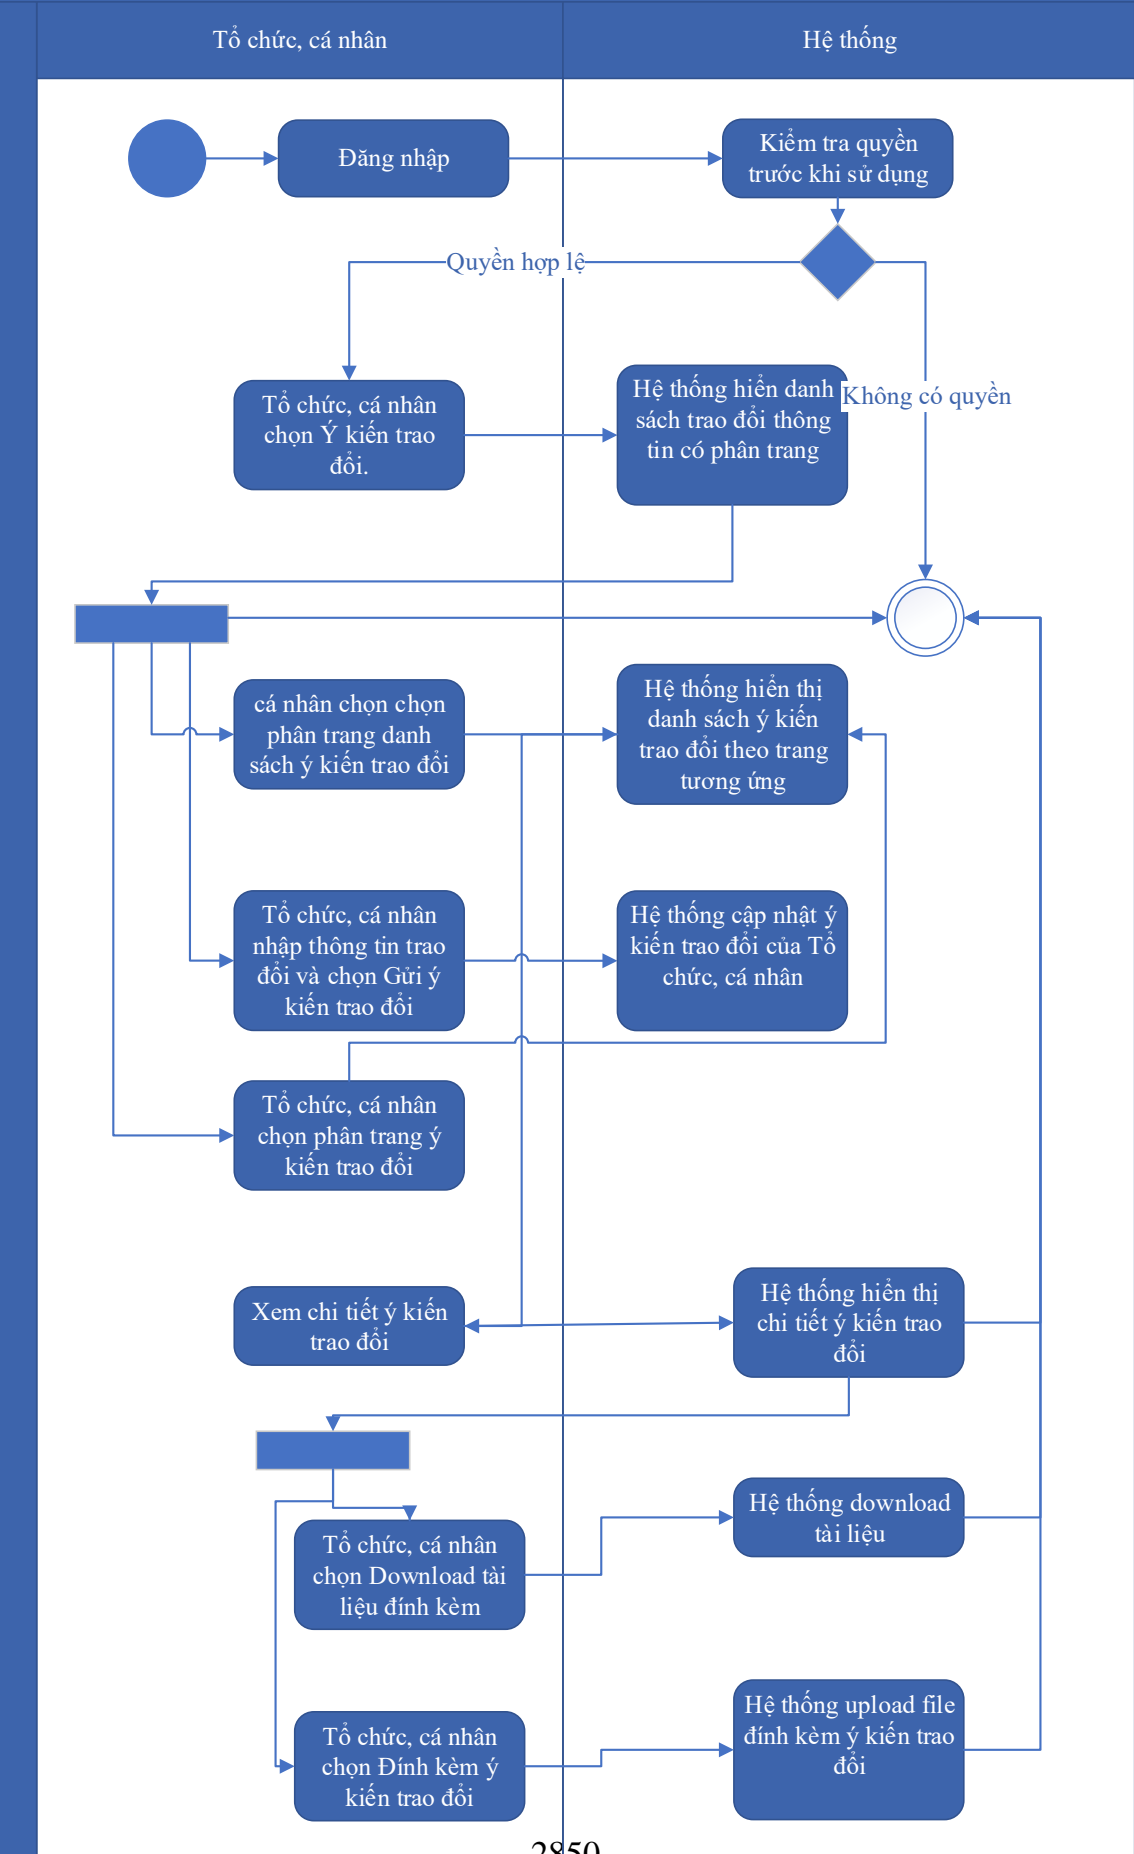 Tổ chức, cá nhân
Hệ thống
Đăng nhập
Kiểm tra quyền
trước khi sử dụng
Quyền hợp lệ
Không có quyền
Tổ chức, cá nhân
chọn Ý kiến trao
đổi.
Hệ thống hiển danh
sách trao đổi thông
tin có phân trang
cá nhân chọn chọn
phân trang danh
sách ý kiến trao đổi
Hệ thống hiển thị
danh sách ý kiến
trao đổi theo trang
tương ứng
Tổ chức, cá nhân
nhập thông tin trao
đổi và chọn Gửi ý
kiến trao đổi
Hệ thống cập nhật ý
kiến trao đổi của Tổ
chức, cá nhân
Tổ chức, cá nhân
chọn phân trang ý
kiến trao đổi
Xem chi tiết ý kiến
trao đổi
Hệ thống hiển thị
chi tiết ý kiến trao
đổi
Hệ thống download
tài liệu
Tổ chức, cá nhân
chọn Download tài
liệu đính kèm
Hệ thống upload file
đính kèm ý kiến trao
đổi
Tổ chức, cá nhân
chọn Đính kèm ý
kiến trao đổi
2850